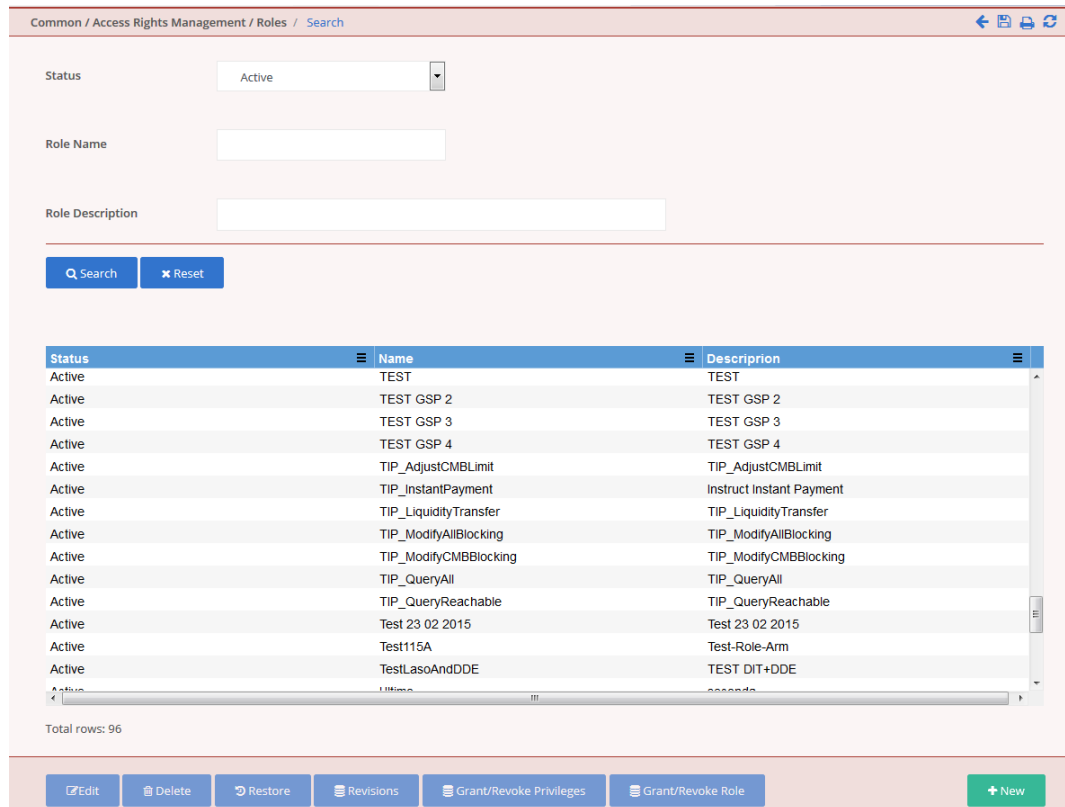 Common / Access Rights Management / Roles / Search
Status Active
Role Name
Role Description
Search Reset
Status Name Descriprion
Active TEST TEST
Active TEST GSP 2 TEST GSP 2
Active TEST GSP 3 TEST GSP 3
Active TEST GSP 4 TEST GSP 4
Active TIP_AdjustCMBLimit TIP_AdjustCMBLimit
Active TIP_InstantPayment Instruct Instant Payment
Active TIP_LiquidityTransfer TIP_LiquidityTransfer
Active TIP_ModifyAllBlocking TIP_ModifyAllBlocking
Active TIP_ModifyCMBBlocking TIP_ModifyCMBBlocking
Active TIP_QueryAll TIP_QueryAll
Active TIP_QueryReachable TIP_QueryReachable
Active Test 23 02 2015 Test 23 02 2015
Active Test115A Test-Role-Arm
Active TestLasoAndDDE TEST DIT+DDE
Active
Total rows: 96
Edit Delete Restore Revisions Grant/Revoke Privileges Grant/Revoke Role New